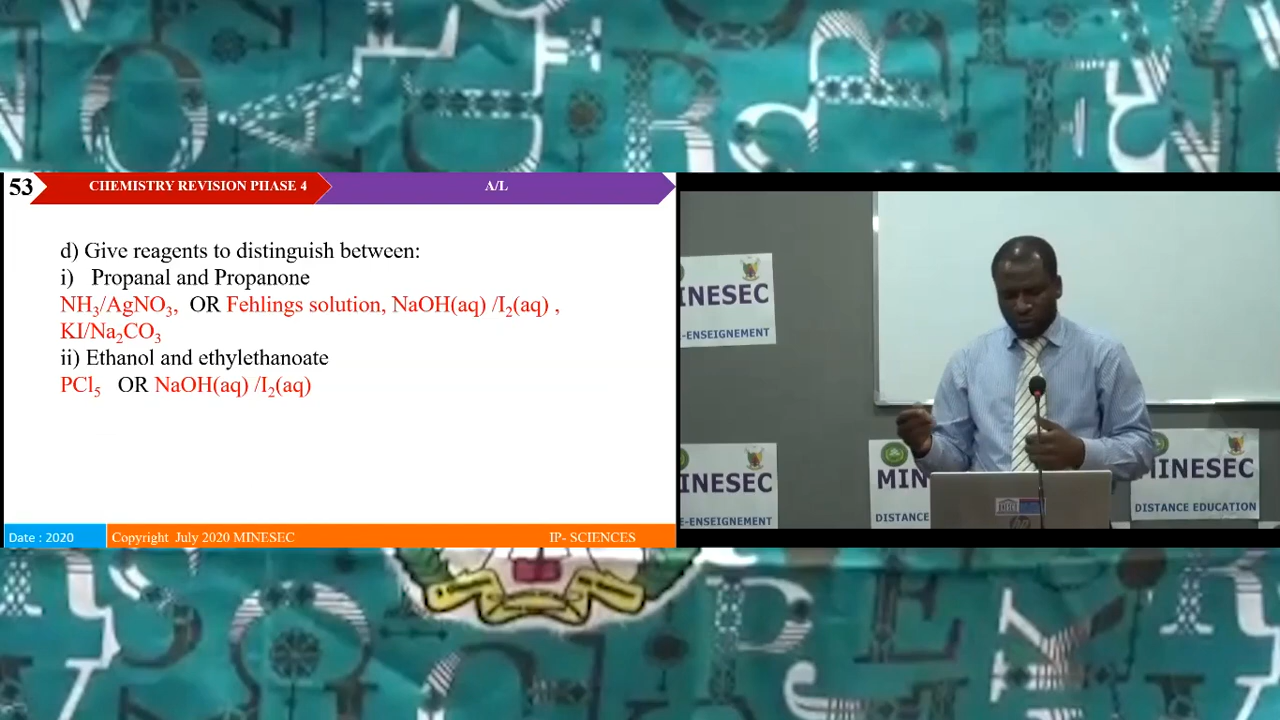 53
CHEMISTRY REVISION PHASE 4
A/L
d) Give reagents to distinguish between:
i) Propanal and Propanone
NH₃/AgNO₃, OR Fehlings solution, NaOH(aq) /I₂(aq) ,
KI/Na₂CO₃
ii) Ethanol and ethylethanoate
PCl₅ OR NaOH(aq) /I₂(aq)
Date : 2020
Copyright July 2020 MINESEC
IP- SCIENCES
INESEC
-ENSEIGNEMENT
INESEC
E-ENSEIGNEMENT
MIN
DISTANCE
MINESEC
DISTANCE EDUCATION
hp